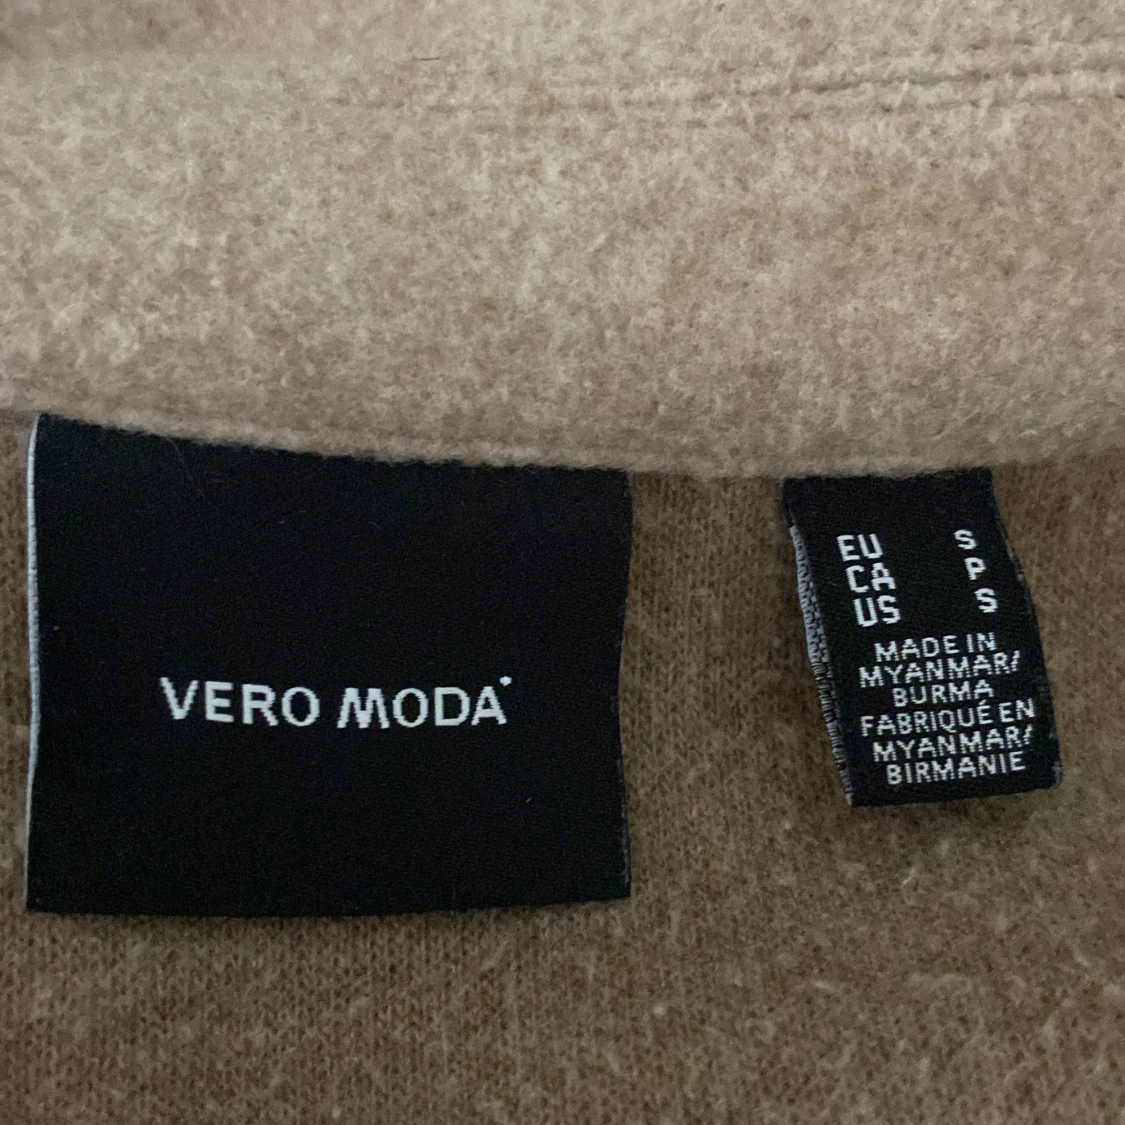 VERO MODA
EU S
CA P
US S
MADE IN
MYANMAR/
BURMA
FABRIQUÉ EN
MYANMAR/
BIRMANIE